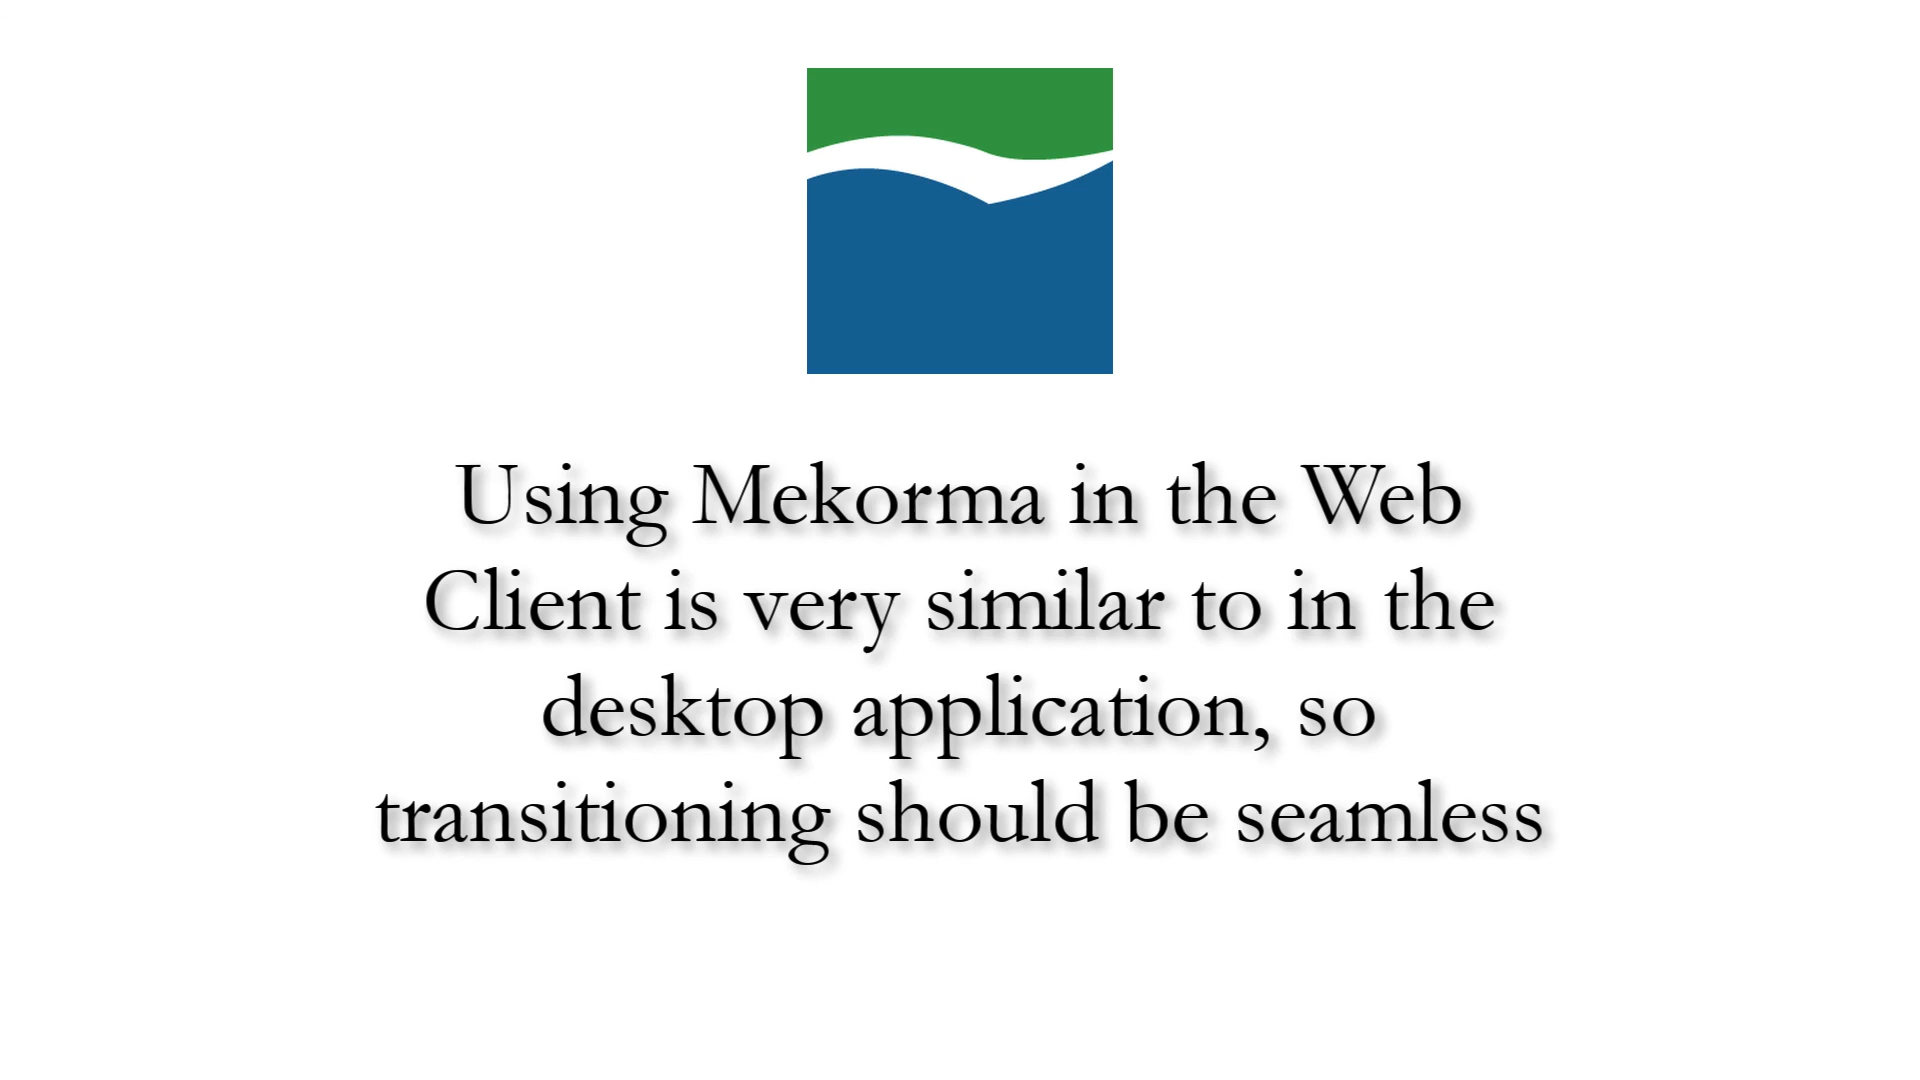 Using Mekorma in the Web
Client is very similar to in the
desktop application, so
transitioning should be seamless